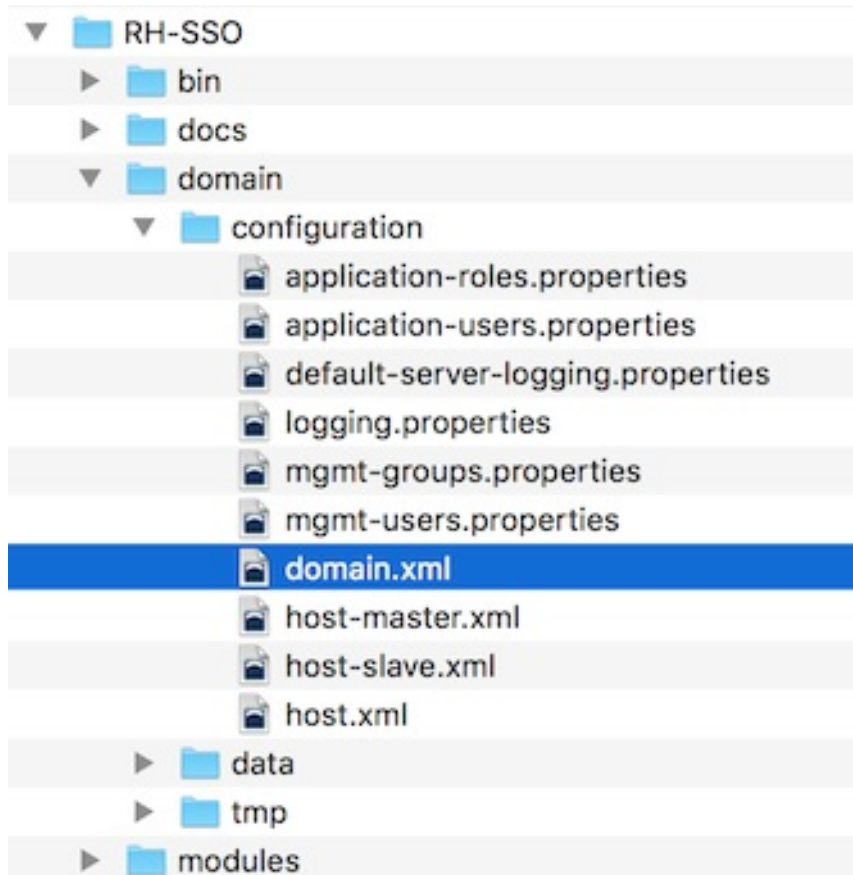 RH-SSO
bin
docs
domain
configuration
application-roles.properties
application-users.properties
default-server-logging.properties
logging.properties
mgmt-groups.properties
mgmt-users.properties
domain.xml
host-master.xml
host-slave.xml
host.xml
data
tmp
modules